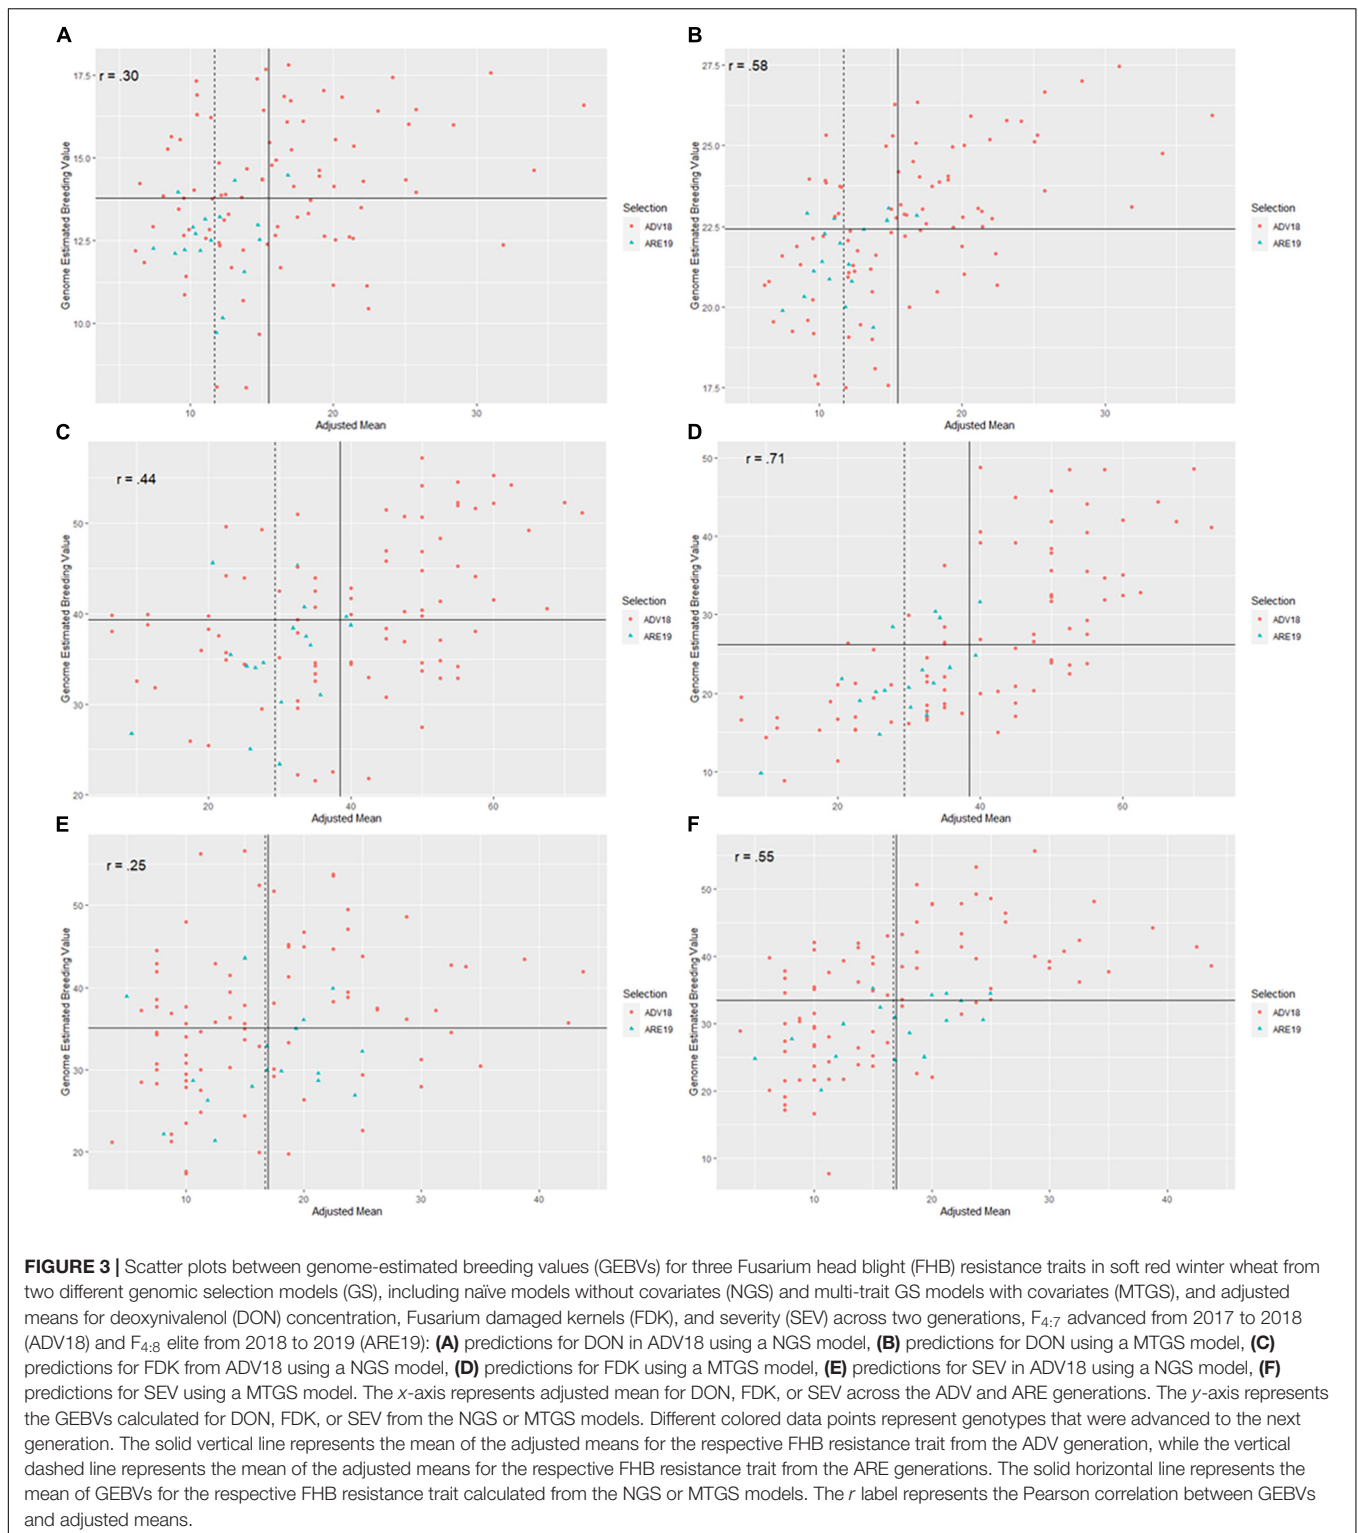 A
r = .30
Genome Estimated Breeding Value
17.5
15.0
12.5
10.0
10
20
30
Adjusted Mean
Selection
ADV18
ARE19
B
r = .58
Genome Estimated Breeding Value
27.5
25.0
22.5
20.0
17.5
10
20
30
Adjusted Mean
Selection
ADV18
ARE19
C
r = .44
Genome Estimated Breeding Value
50
40
30
20
20
40
60
Adjusted Mean
Selection
ADV18
ARE19
D
r = .71
Genome Estimated Breeding Value
50
40
30
20
10
20
40
60
Adjusted Mean
Selection
ADV18
ARE19
E
r = .25
Genome Estimated Breeding Value
50
40
30
20
10
20
30
40
Adjusted Mean
Selection
ADV18
ARE19
F
r = .55
Genome Estimated Breeding Value
50
40
30
20
10
10
20
30
40
Adjusted Mean
Selection
ADV18
ARE19
FIGURE 3 | Scatter plots between genome-estimated breeding values (GEBVs) for three Fusarium head blight (FHB) resistance traits in soft red winter wheat from
two different genomic selection models (GS), including naïve models without covariates (NGS) and multi-trait GS models with covariates (MTGS), and adjusted
means for deoxynivalenol (DON) concentration, Fusarium damaged kernels (FDK), and severity (SEV) across two generations, F4:7 advanced from 2017 to 2018
(ADV18) and F4:8 elite from 2018 to 2019 (ARE19): (A) predictions for DON in ADV18 using a NGS model, (B) predictions for DON using a MTGS model, (C)
predictions for FDK from ADV18 using a NGS model, (D) predictions for FDK using a MTGS model, (E) predictions for SEV in ADV18 using a NGS model, (F)
predictions for SEV using a MTGS model. The x-axis represents adjusted mean for DON, FDK, or SEV across the ADV and ARE generations. The y-axis represents
the GEBVs calculated for DON, FDK, or SEV from the NGS or MTGS models. Different colored data points represent genotypes that were advanced to the next
generation. The solid vertical line represents the mean of the adjusted means for the respective FHB resistance trait from the ADV generation, while the vertical
dashed line represents the mean of the adjusted means for the respective FHB resistance trait from the ARE generations. The solid horizontal line represents the
mean of GEBVs for the respective FHB resistance trait calculated from the NGS or MTGS models. The r label represents the Pearson correlation between GEBVs
and adjusted means.